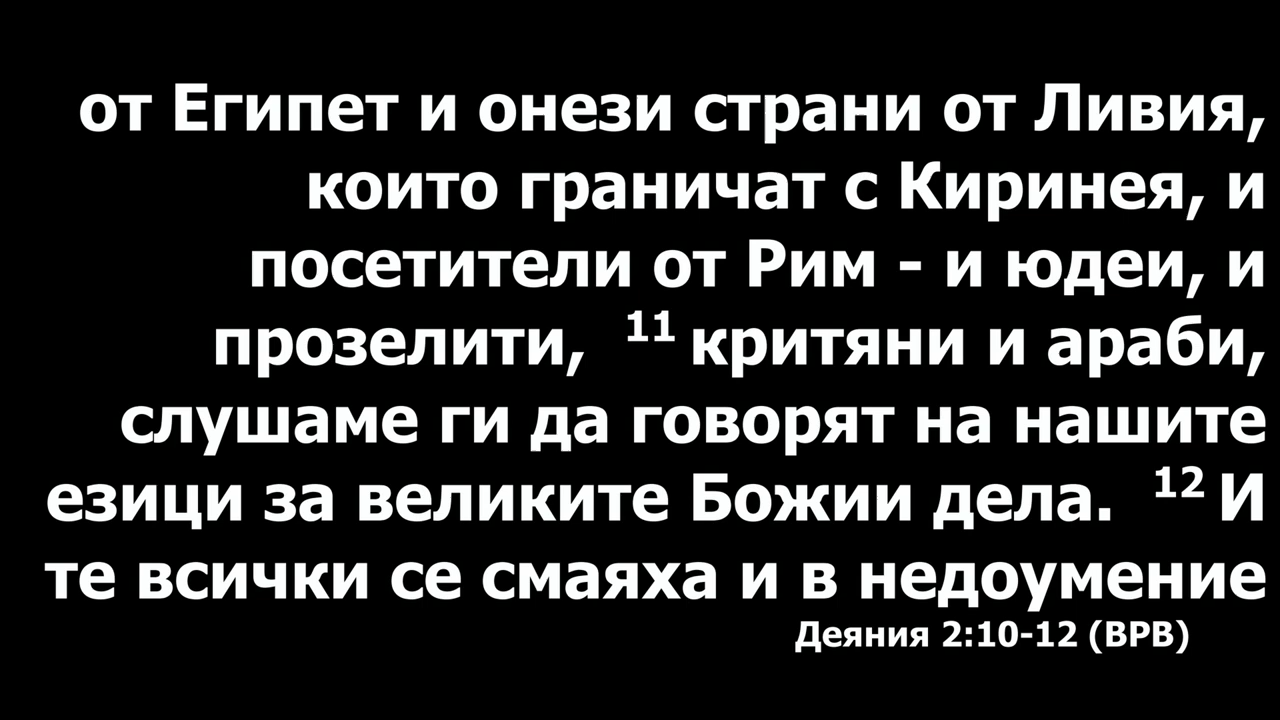 от Египет и онези страни от Ливия,
които граничат с Киринея, и
посетители от Рим - и юдеи, и
прозелити, 11 критяни и араби,
слушаме ги да говорят на нашите
езици за великите Божии дела. 12 И
те всички се смаяха и в недоумение
Деяния 2:10-12 (ВРВ)